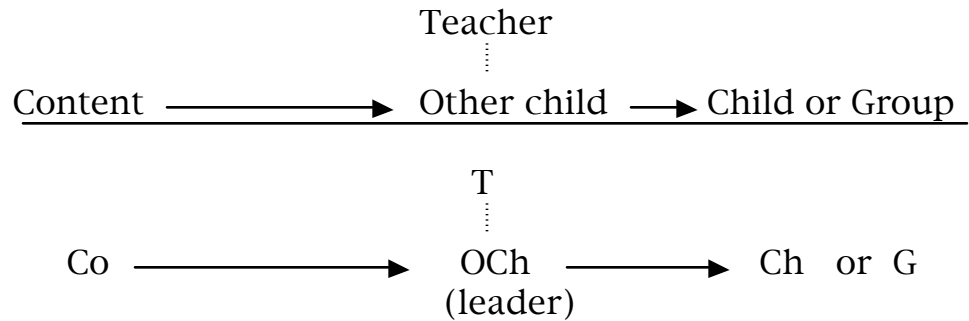 Teacher
Content Other child Child or Group
T
Co OCh Ch or G
(leader)